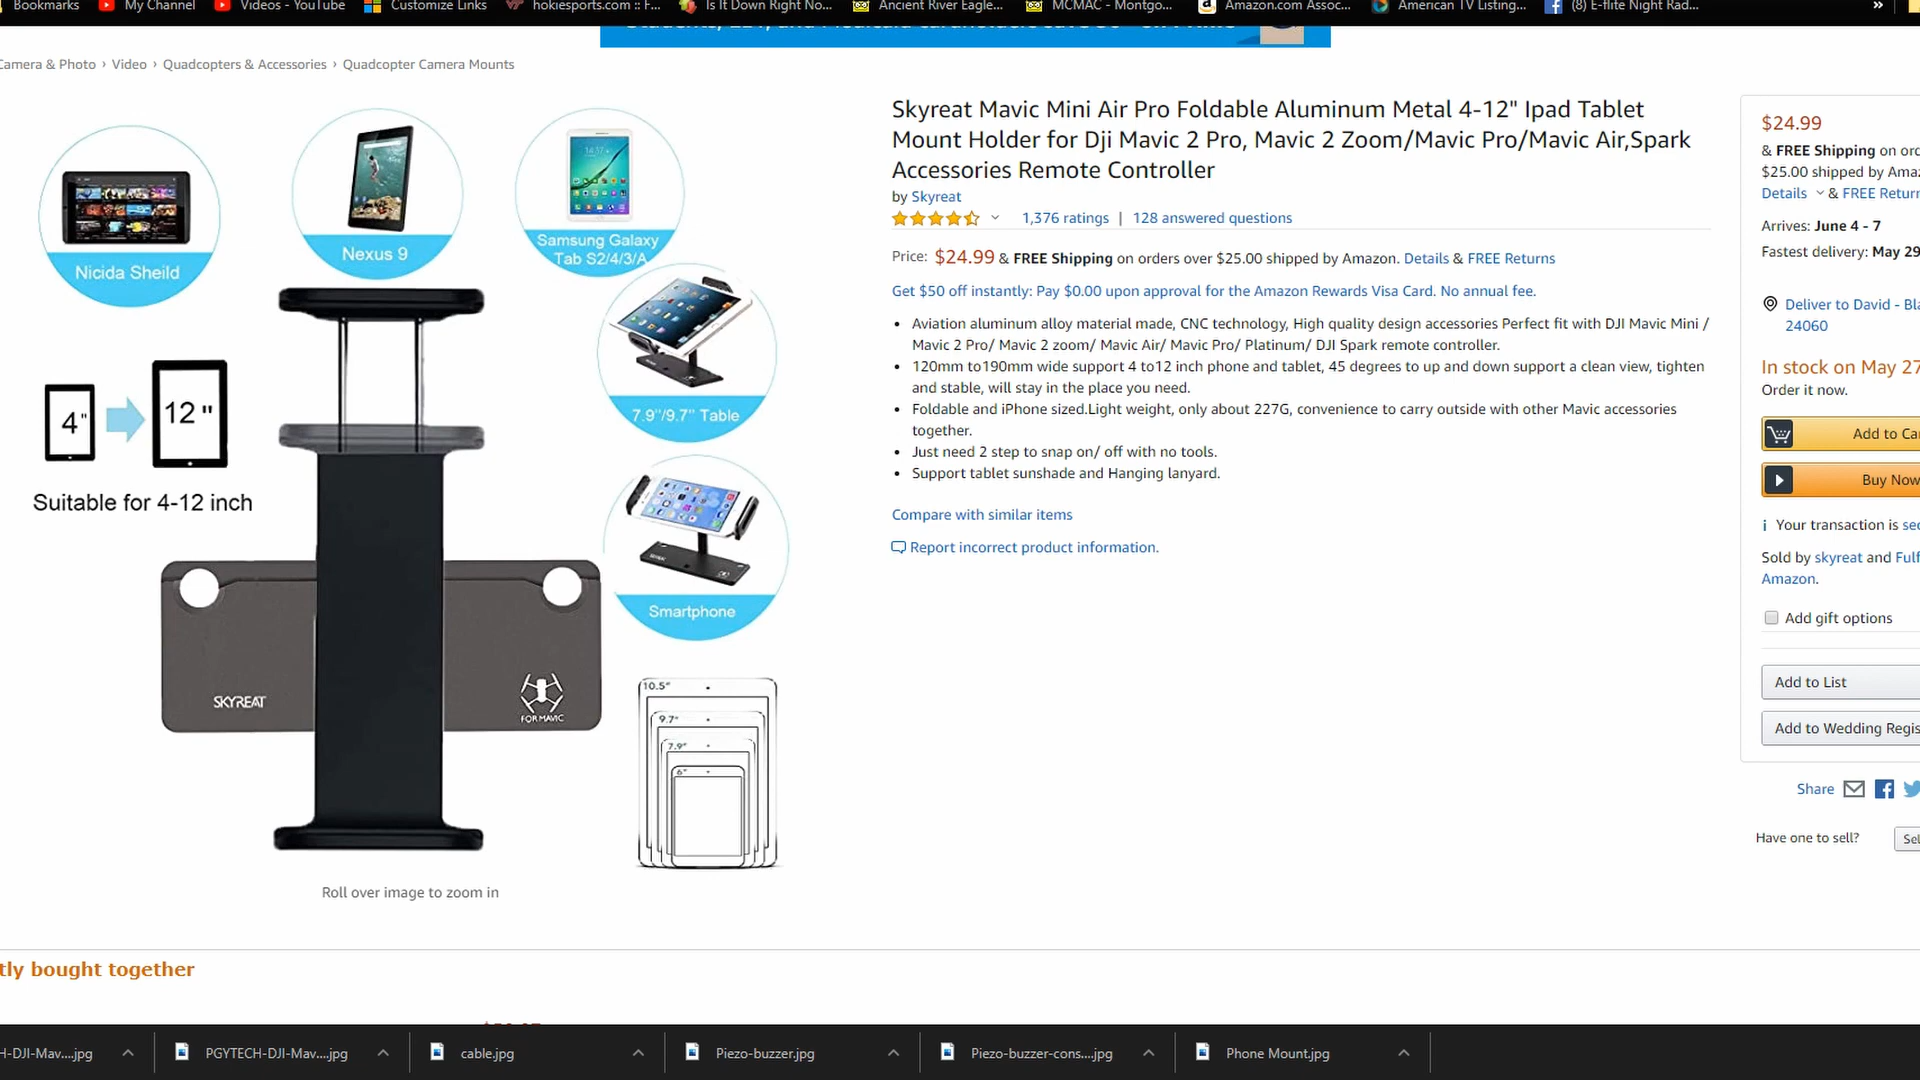 Bookmarks
My Channel
Videos - YouTube
Customize Links
hokiesports.com :: F...
Is It Down Right No...
Ancient River Eagle...
MCMAC - Montgo...
Amazon.com Assoc...
American TV Listing...
(8) E-flite Night Rad...
»
Camera & Photo › Video › Quadcopters & Accessories › Quadcopter Camera Mounts
Nicida Sheild
Nexus 9
Samsung Galaxy
Tab S2/4/3/A
7.9"/9.7" Table
4"
12"
Suitable for 4-12 inch
Smartphone
SKYREAT
FOR MAVIC
10.5"
9.7"
7.9"
6"
Roll over image to zoom in
Skyreat Mavic Mini Air Pro Foldable Aluminum Metal 4-12" Ipad Tablet
Mount Holder for Dji Mavic 2 Pro, Mavic 2 Zoom/Mavic Pro/Mavic Air,Spark
Accessories Remote Controller
by Skyreat
1,376 ratings | 128 answered questions
Price: $24.99 & FREE Shipping on orders over $25.00 shipped by Amazon. Details & FREE Returns
Get $50 off instantly: Pay $0.00 upon approval for the Amazon Rewards Visa Card. No annual fee.
• Aviation aluminum alloy material made, CNC technology, High quality design accessories Perfect fit with DJI Mavic Mini /
Mavic 2 Pro/ Mavic 2 zoom/ Mavic Air/ Mavic Pro/ Platinum/ DJI Spark remote controller.
• 120mm to190mm wide support 4 to12 inch phone and tablet, 45 degrees to up and down support a clean view, tighten
and stable, will stay in the place you need.
• Foldable and iPhone sized.Light weight, only about 227G, convenience to carry outside with other Mavic accessories
together.
• Just need 2 step to snap on/ off with no tools.
• Support tablet sunshade and Hanging lanyard.
Compare with similar items
Report incorrect product information.
$24.99
& FREE Shipping on orc
$25.00 shipped by Amaz
Details & FREE Return
Arrives: June 4 - 7
Fastest delivery: May 29
Deliver to David - Bla
24060
In stock on May 27
Order it now.
Add to Car
Buy Now
Your transaction is sec
Sold by skyreat and Fulf
Amazon.
Add gift options
Add to List
Add to Wedding Regis
Share
Have one to sell?
Sel
tly bought together
H-DJI-Mav....jpg
PGYTECH-DJI-Mav....jpg
cable.jpg
Piezo-buzzer.jpg
Piezo-buzzer-cons....jpg
Phone Mount.jpg